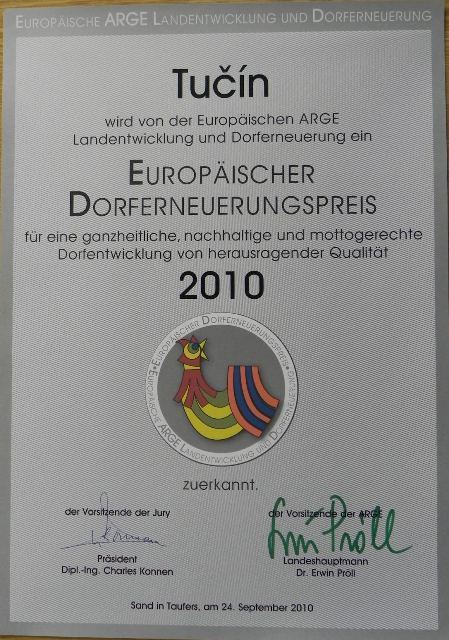 EUROPÄISCHE ARGE LANDENTWICKLUNG UND DORFERNEUERUNG
Tučín
wird von der Europäischen ARGE
Landentwicklung und Dorferneuerung ein
EUROPÄISCHER
DORFERNEUERUNGSPREIS
für eine ganzheitliche, nachhaltige und mottogerechte
Dorfentwicklung von herausragender Qualität
2010
EUROPÄISCHER DORFERNEUERUNGSPREIS
EUROPÄISCHE ARGE LANDENTWICKLUNG UND DORFERNEUERUNG
zuerkannt.
der Vorsitzende der Jury
Präsident
Dipl.-Ing. Charles Konnen
der Vorsitzende der ARGE
Erwin Pröll
Landeshauptmann
Dr. Erwin Pröll
Sand in Taufers, am 24. September 2010